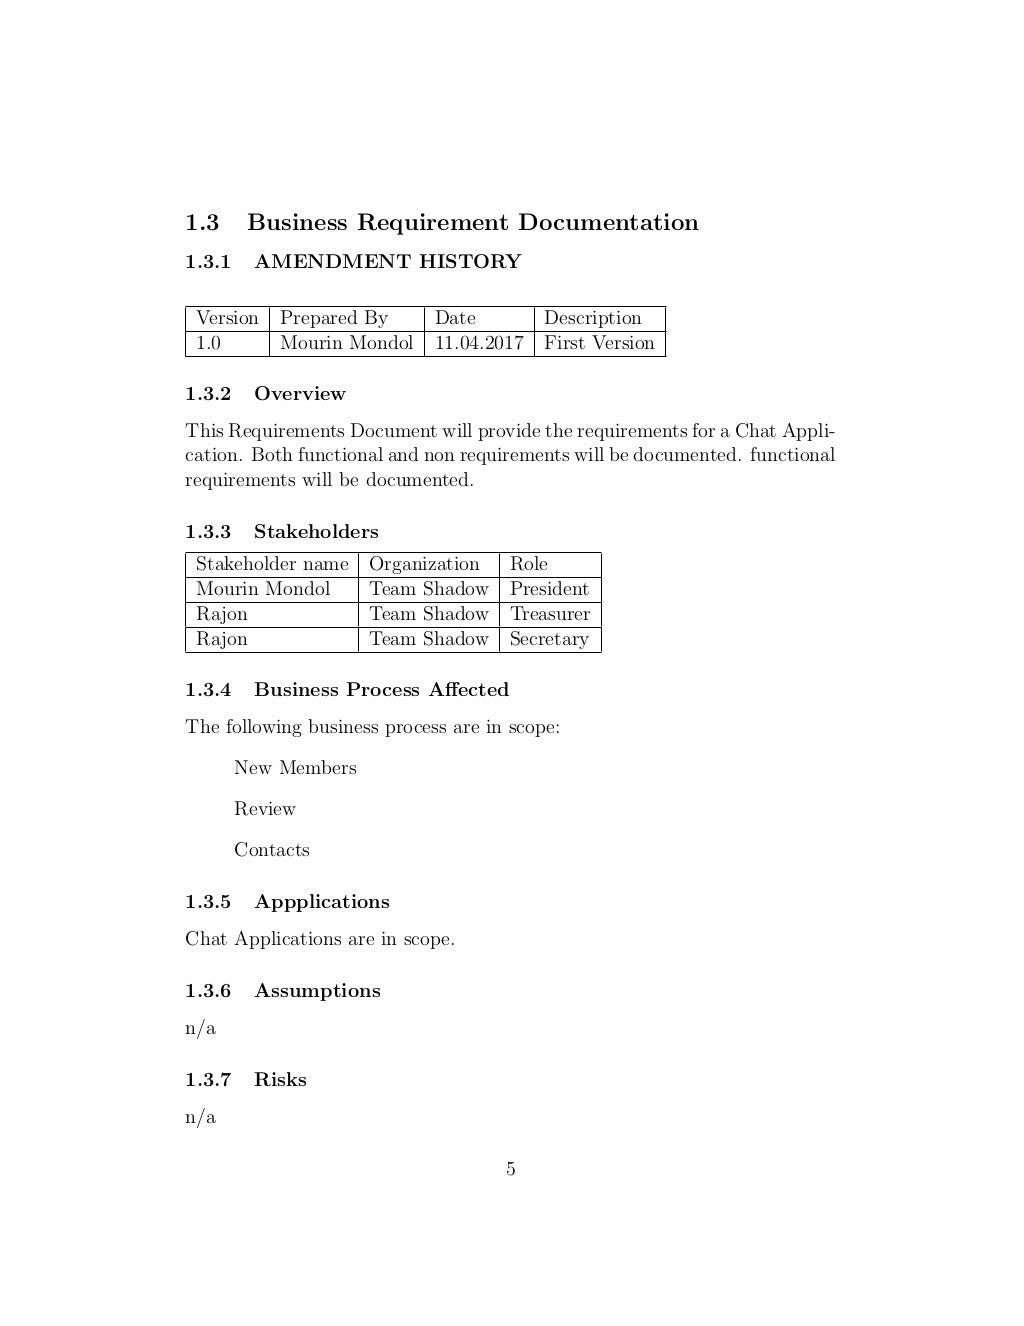 1.3 Business Requirement Documentation
1.3.1 AMENDMENT HISTORY
Version Prepared By Date Description
1.0 Mourin Mondol 11.04.2017 First Version
1.3.2 Overview
This Requirements Document will provide the requirements for a Chat Appli-
cation. Both functional and non requirements will be documented. functional
requirements will be documented.
1.3.3 Stakeholders
Stakeholder name Organization Role
Mourin Mondol Team Shadow President
Rajon Team Shadow Treasurer
Rajon Team Shadow Secretary
1.3.4 Business Process Affected
The following business process are in scope:
New Members
Review
Contacts
1.3.5 Appplications
Chat Applications are in scope.
1.3.6 Assumptions
n/a
1.3.7 Risks
n/a
5